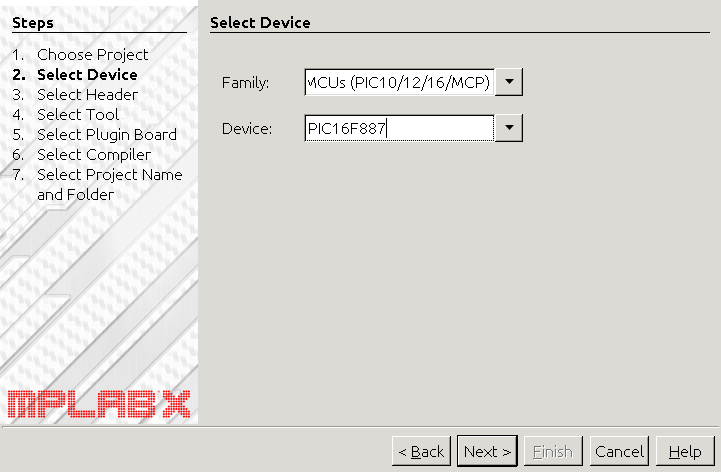 Steps
1. Choose Project
2. Select Device
3. Select Header
4. Select Tool
5. Select Plugin Board
6. Select Compiler
7. Select Project Name
and Folder
MPLAB X
Select Device
Family: MCUs (PIC10/12/16/MCP)
Device: PIC16F887
< Back Next > Finish Cancel Help